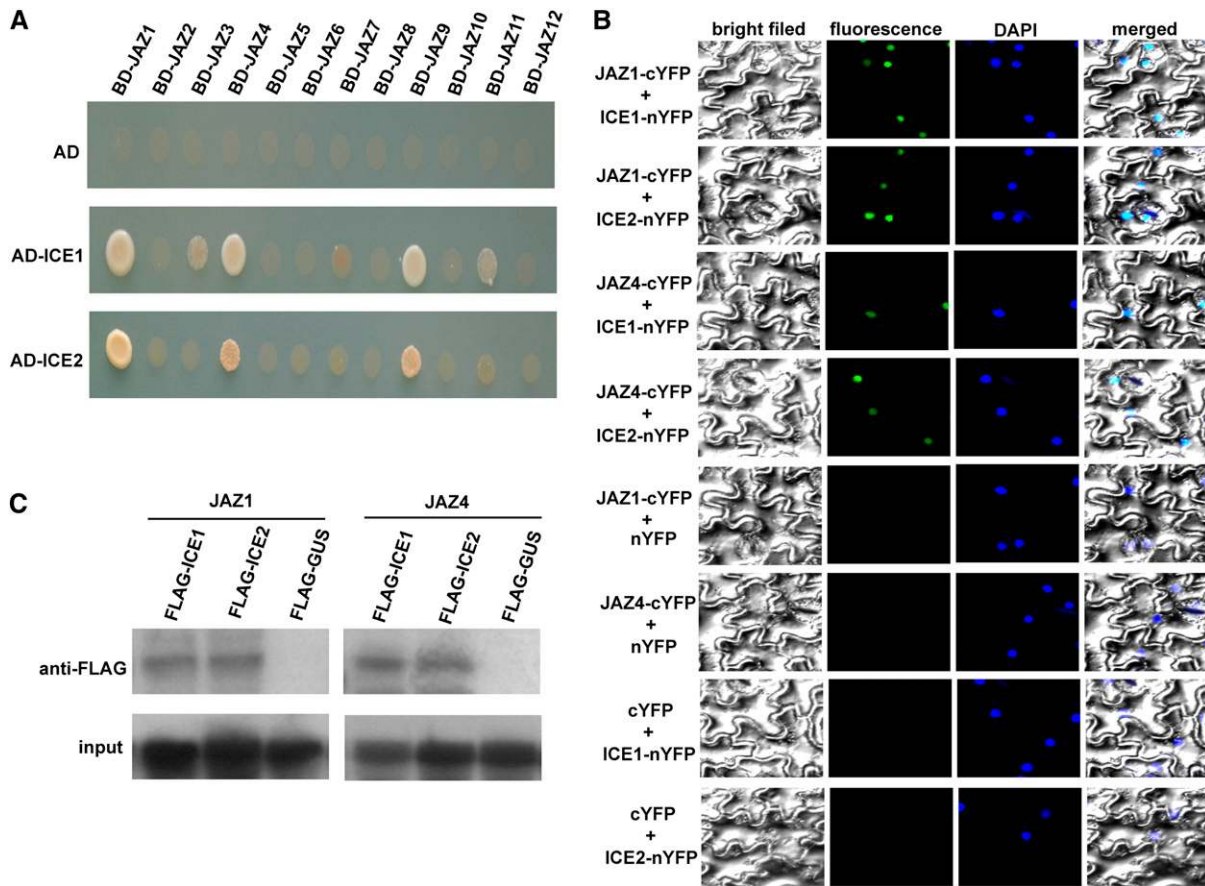 A
BD-JAZ1
BD-JAZ2
BD-JAZ3
BD-JAZ4
BD-JAZ5
BD-JAZ6
BD-JAZ7
BD-JAZ8
BD-JAZ9
BD-JAZ10
BD-JAZ11
BD-JAZ12
AD
AD-ICE1
AD-ICE2
B
bright filed fluorescence DAPI merged
JAZ1-cYFP
+
ICE1-nYFP
JAZ1-cYFP
+
ICE2-nYFP
JAZ4-cYFP
+
ICE1-nYFP
JAZ4-cYFP
+
ICE2-nYFP
JAZ1-cYFP
+
nYFP
JAZ4-cYFP
+
nYFP
cYFP
+
ICE1-nYFP
cYFP
+
ICE2-nYFP
C
JAZ1 JAZ4
FLAG-ICE1
FLAG-ICE2
FLAG-GUS
FLAG-ICE1
FLAG-ICE2
FLAG-GUS
anti-FLAG
input